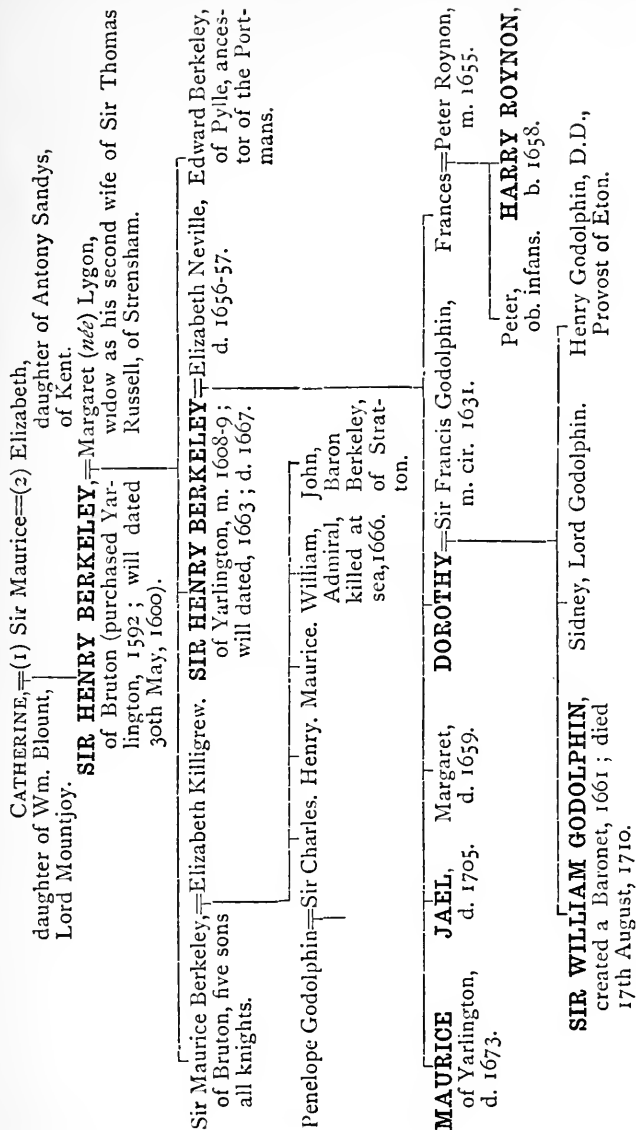 CATHERINE,=(1) Sir Maurice=(2) Elizabeth,
daughter of Wm. Blount,
Lord Mountjoy.
daughter of Antony Sandys,
of Kent.
SIR HENRY BERKELEY,=Margaret (née) Lygon,
of Bruton (purchased Yar-
lington, 1592 ; will dated
30th May, 1600).
widow as his second wife of Sir Thomas
Russell, of Strensham.
Sir Maurice Berkeley,=Elizabeth Killigrew.
of Bruton, five sons
all knights.
SIR HENRY BERKELEY=Elizabeth Neville,
of Yarlington, m. 1608-9 ;
will dated, 1663 ; d. 1667.
d. 1656-57.
Edward Berkeley,
of Pylle, ances-
tor of the Port-
mans.
Penelope Godolphin=Sir Charles. Henry. Maurice. William,
Admiral,
killed at
sea, 1666.
John,
Baron
Berkeley,
of Strat-
ton.
MAURICE
of Yarlington,
d. 1673.
JAEL,
d. 1705.
Margaret,
d. 1659.
DOROTHY=Sir Francis Godolphin,
m. cir. 1631.
Frances=Peter Roynon,
m. 1655.
Peter,
ob. infans.
HARRY ROYNON,
b. 1658.
SIR WILLIAM GODOLPHIN,
created a Baronet, 1661 ; died
17th August, 1710.
Sidney, Lord Godolphin.
Henry Godolphin, D.D.,
Provost of Eton.